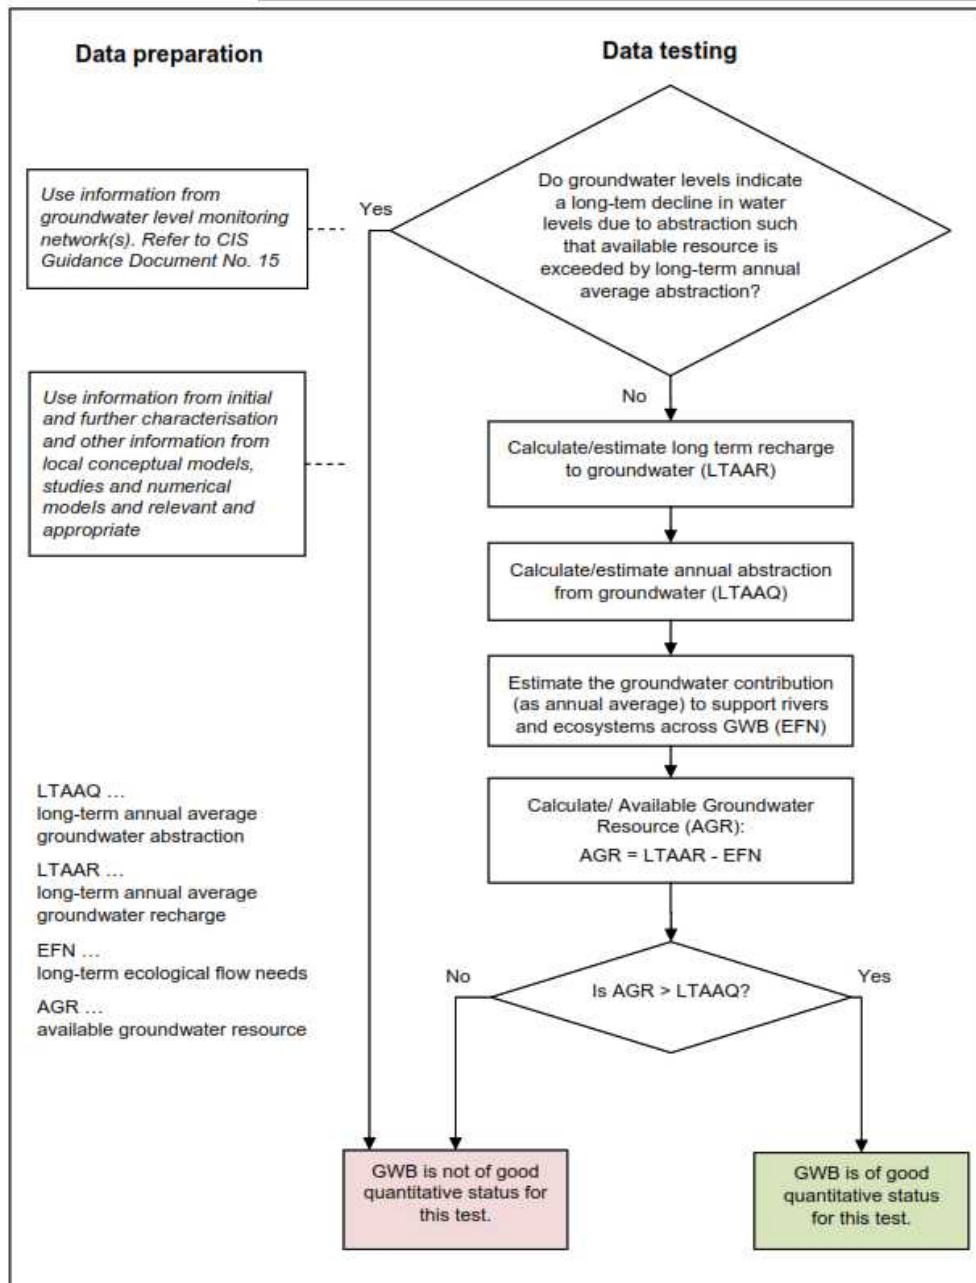 Data preparation
Data testing
Use information from
groundwater level monitoring
network(s). Refer to CIS
Guidance Document No. 15
Yes
Do groundwater levels indicate
a long-tem decline in water
levels due to abstraction such
that available resource is
exceeded by long-term annual
average abstraction?
Use information from initial
and further characterisation
and other information from
local conceptual models,
studies and numerical
models and relevant and
appropriate
No
Calculate/estimate long term recharge
to groundwater (LTAAR)
Calculate/estimate annual abstraction
from groundwater (LTAAQ)
Estimate the groundwater contribution
(as annual average) to support rivers
and ecosystems across GWB (EFN)
Calculate/ Available Groundwater
Resource (AGR):
AGR = LTAAR - EFN
LTAAQ ...
long-term annual average
groundwater abstraction
LTAAR ...
long-term annual average
groundwater recharge
EFN ...
long-term ecological flow needs
AGR ...
available groundwater resource
No
Is AGR > LTAAQ?
Yes
GWB is not of good
quantitative status for
this test.
GWB is of good
quantitative status
for this test.